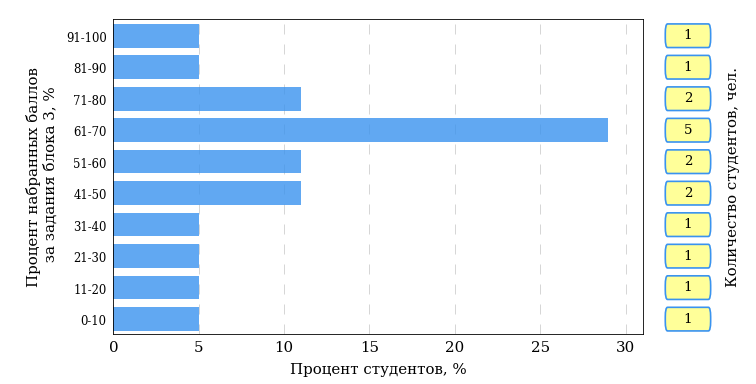 Процент набранных баллов
за задания блока 3, %
91-100 1
81-90 1
71-80 2
61-70 5
51-60 2
41-50 2
31-40 1
21-30 1
11-20 1
0-10 1
0 5 10 15 20 25 30
Процент студентов, %
Количество студентов, чел.